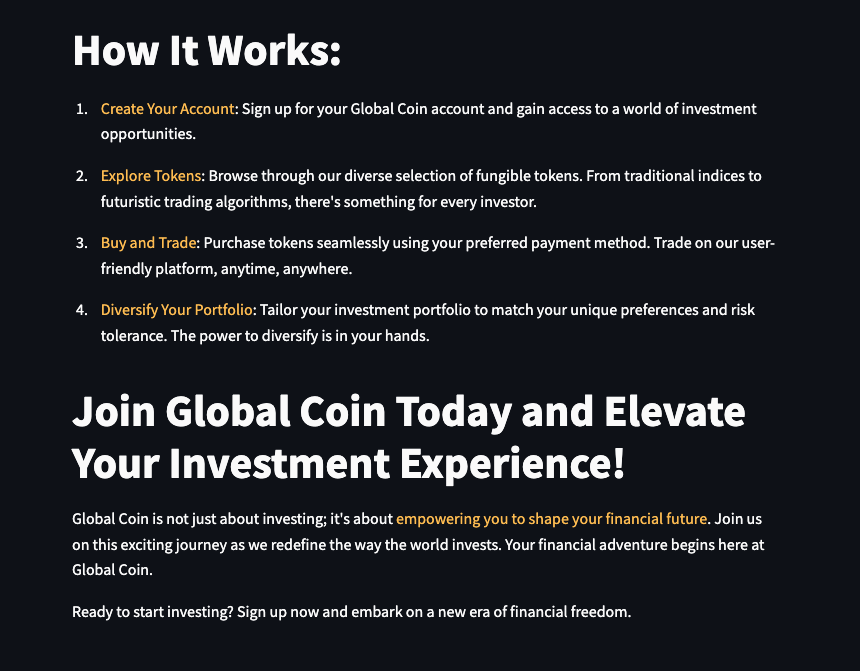 How It Works:
1. Create Your Account: Sign up for your Global Coin account and gain access to a world of investment
opportunities.
2. Explore Tokens: Browse through our diverse selection of fungible tokens. From traditional indices to
futuristic trading algorithms, there's something for every investor.
3. Buy and Trade: Purchase tokens seamlessly using your preferred payment method. Trade on our user-
friendly platform, anytime, anywhere.
4. Diversify Your Portfolio: Tailor your investment portfolio to match your unique preferences and risk
tolerance. The power to diversify is in your hands.
Join Global Coin Today and Elevate
Your Investment Experience!
Global Coin is not just about investing; it's about empowering you to shape your financial future. Join us
on this exciting journey as we redefine the way the world invests. Your financial adventure begins here at
Global Coin.
Ready to start investing? Sign up now and embark on a new era of financial freedom.